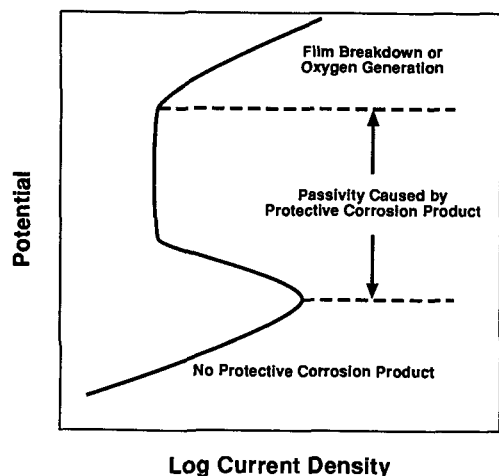 Film Breakdown or
Oxygen Generation
Potential
Passivity Caused by
Protective Corrosion Product
No Protective Corrosion Product
Log Current Density